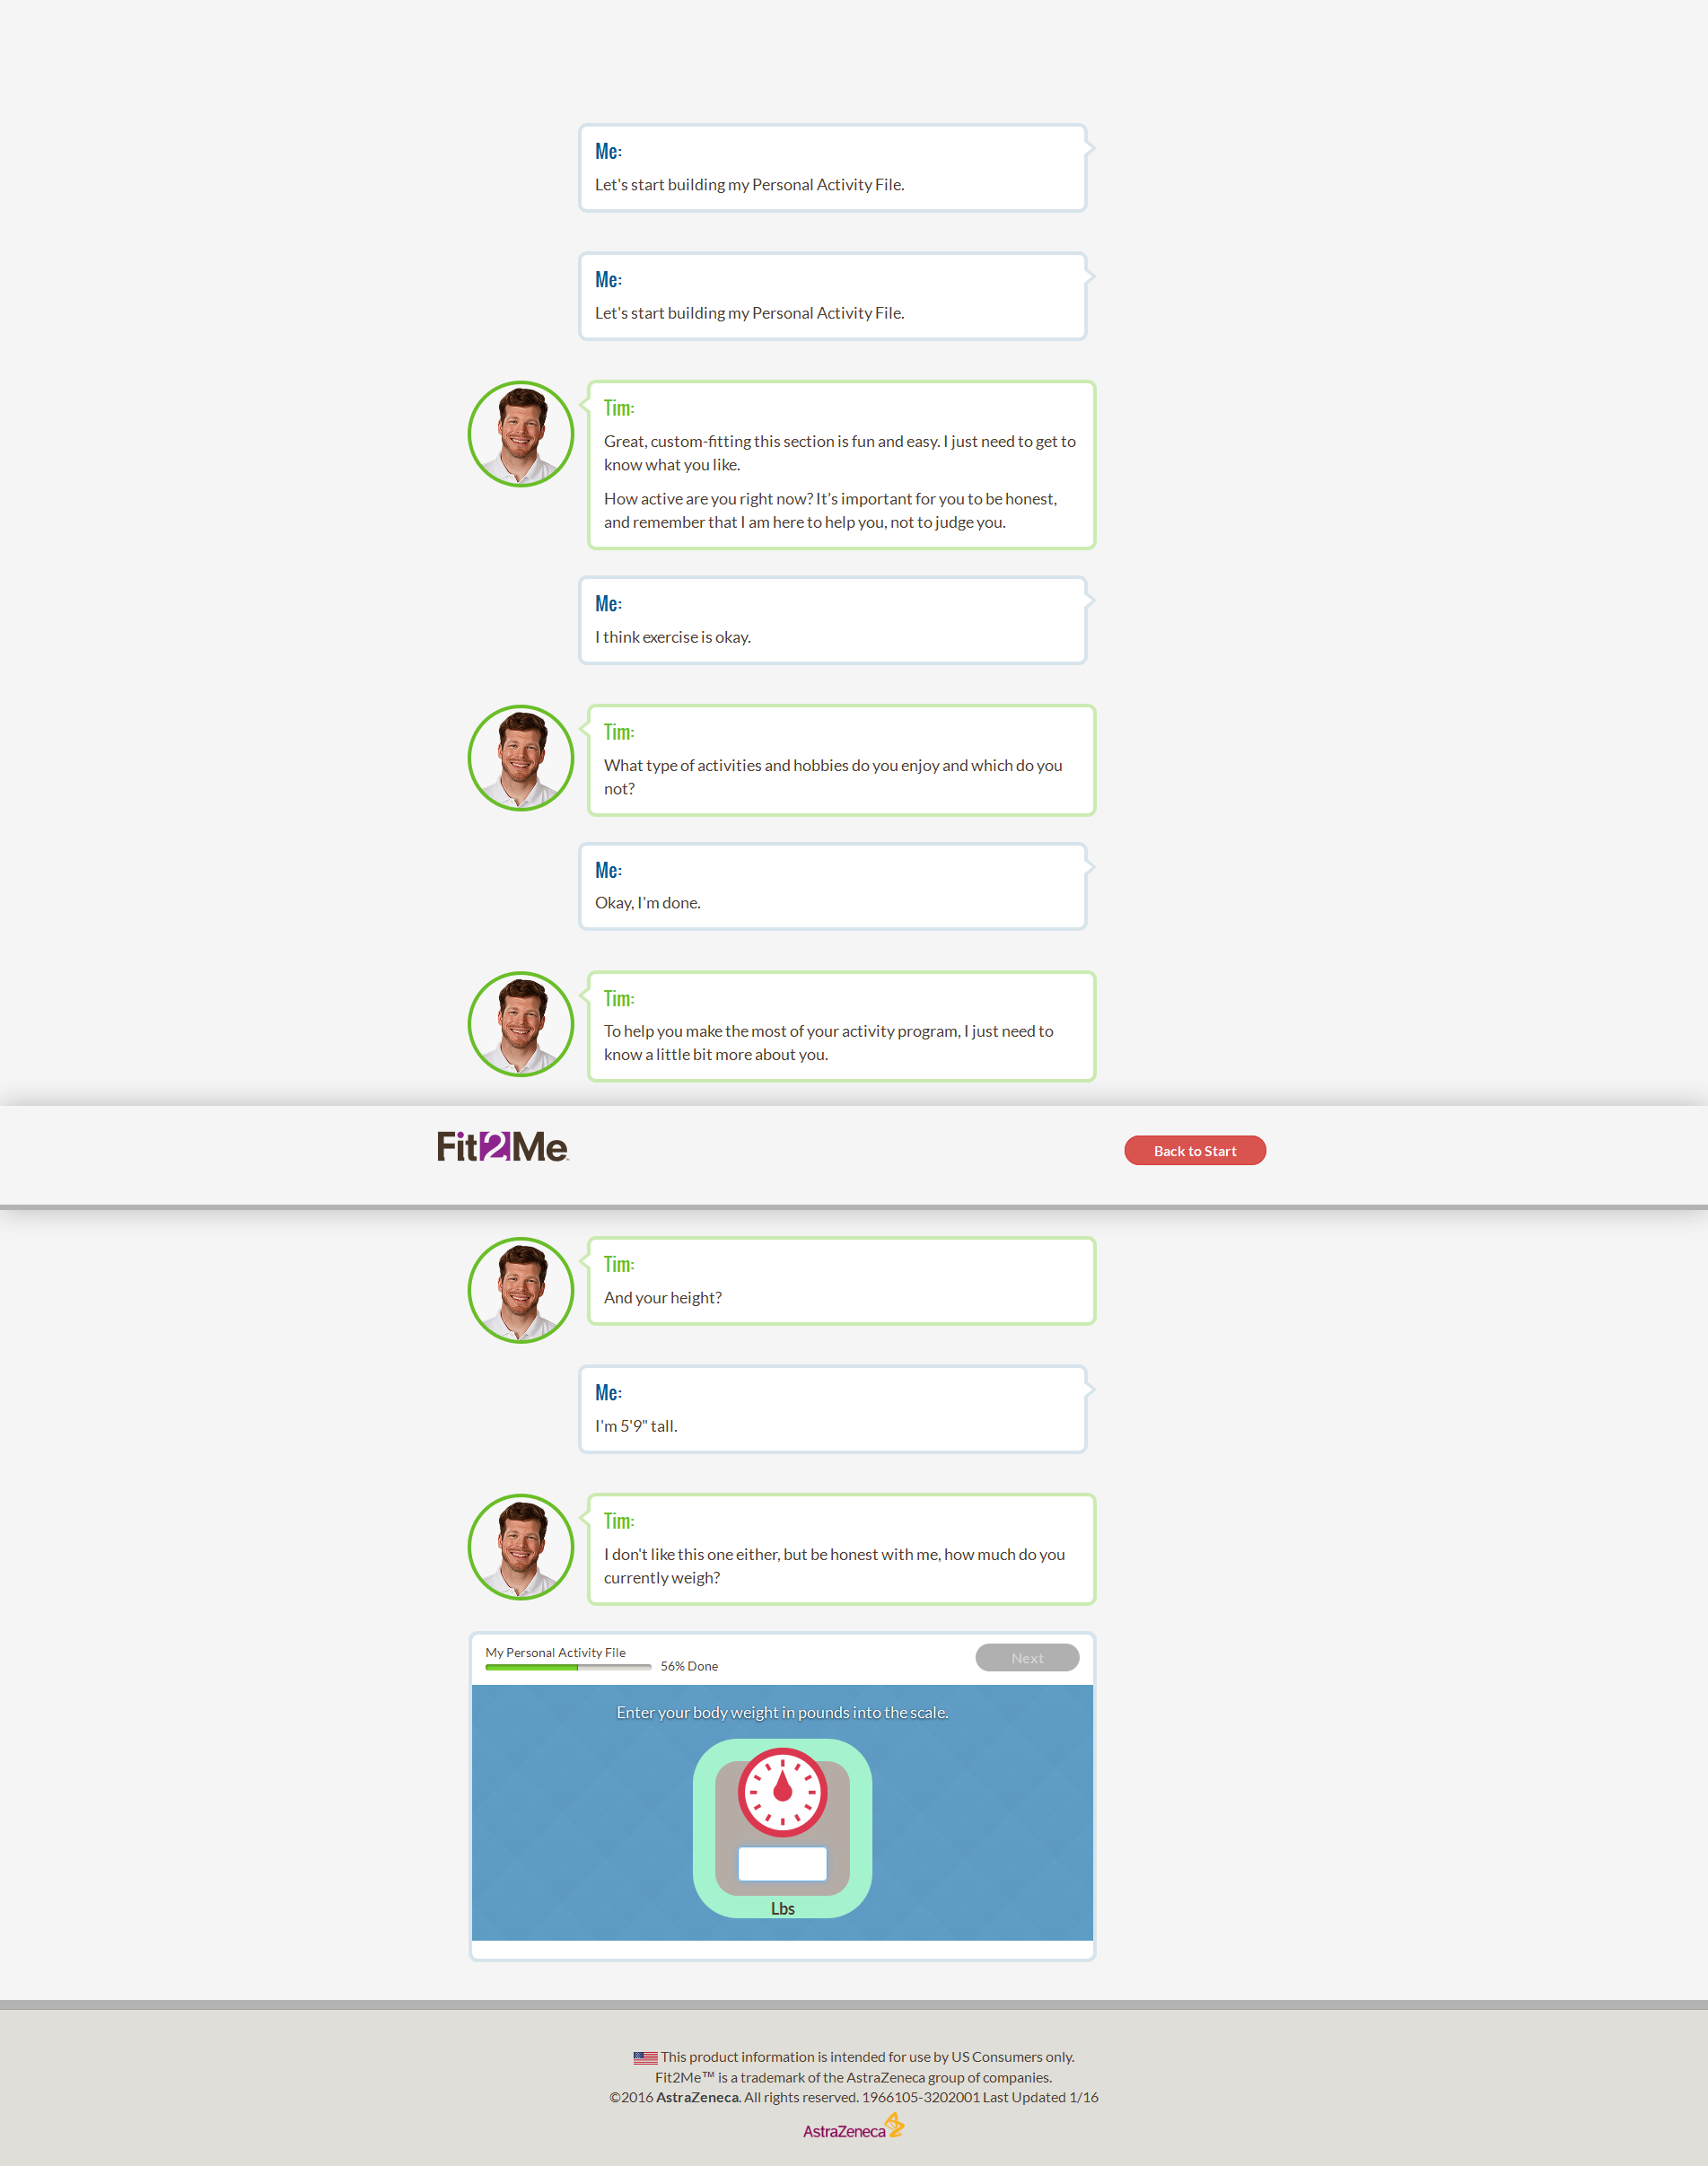 Me:
Let's start building my Personal Activity File.
Me:
Let's start building my Personal Activity File.
Tim:
Great, custom-fitting this section is fun and easy. I just need to get to
know what you like.
How active are you right now? It’s important for you to be honest,
and remember that I am here to help you, not to judge you.
Me:
I think exercise is okay.
Tim:
What type of activities and hobbies do you enjoy and which do you
not?
Me:
Okay, I'm done.
Tim:
To help you make the most of your activity program, I just need to
know a little bit more about you.
Fit2Me
Back to Start
Tim:
And your height?
Me:
I'm 5'9" tall.
Tim:
I don't like this one either, but be honest with me, how much do you
currently weigh?
My Personal Activity File
56% Done
Next
Enter your body weight in pounds into the scale.
Lbs
This product information is intended for use by US Consumers only.
Fit2Me™ is a trademark of the AstraZeneca group of companies.
©2016 AstraZeneca. All rights reserved. 1966105-3202001 Last Updated 1/16
AstraZeneca